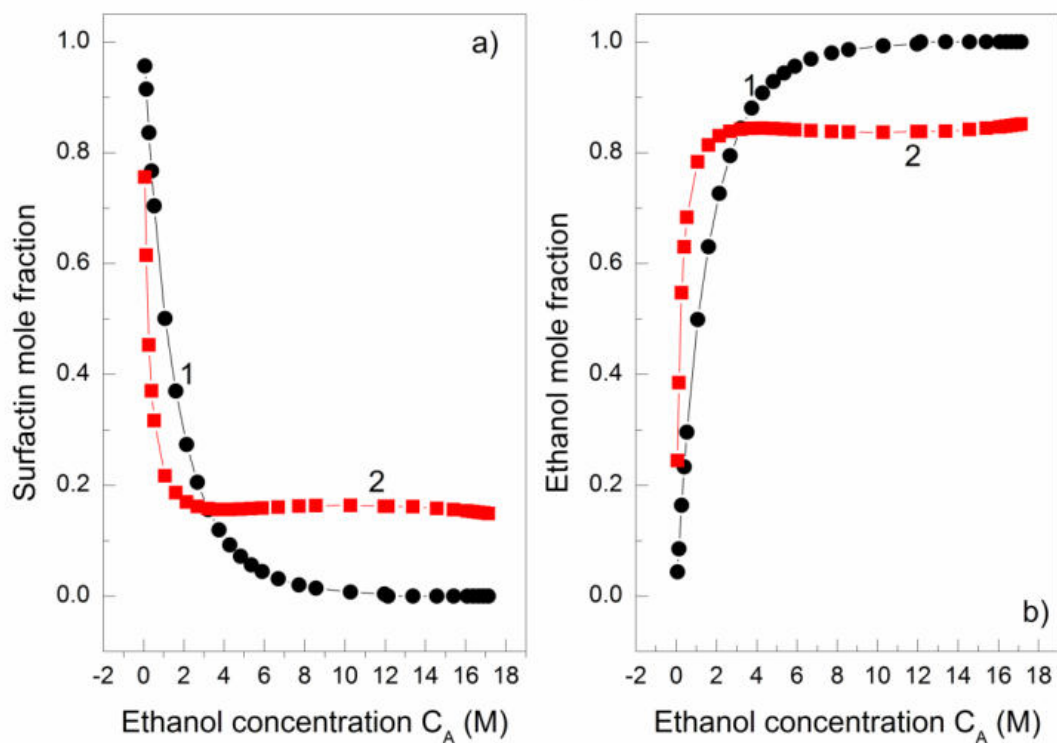 a)
1.0
0.8
0.6
0.4
0.2
0.0
Surfactin mole fraction
1
2
-2 0 2 4 6 8 10 12 14 16 18
Ethanol concentration C_A (M)
1.0
0.8
0.6
0.4
0.2
0.0
Ethanol mole fraction
1
2
b)
-2 0 2 4 6 8 10 12 14 16 18
Ethanol concentration C_A (M)